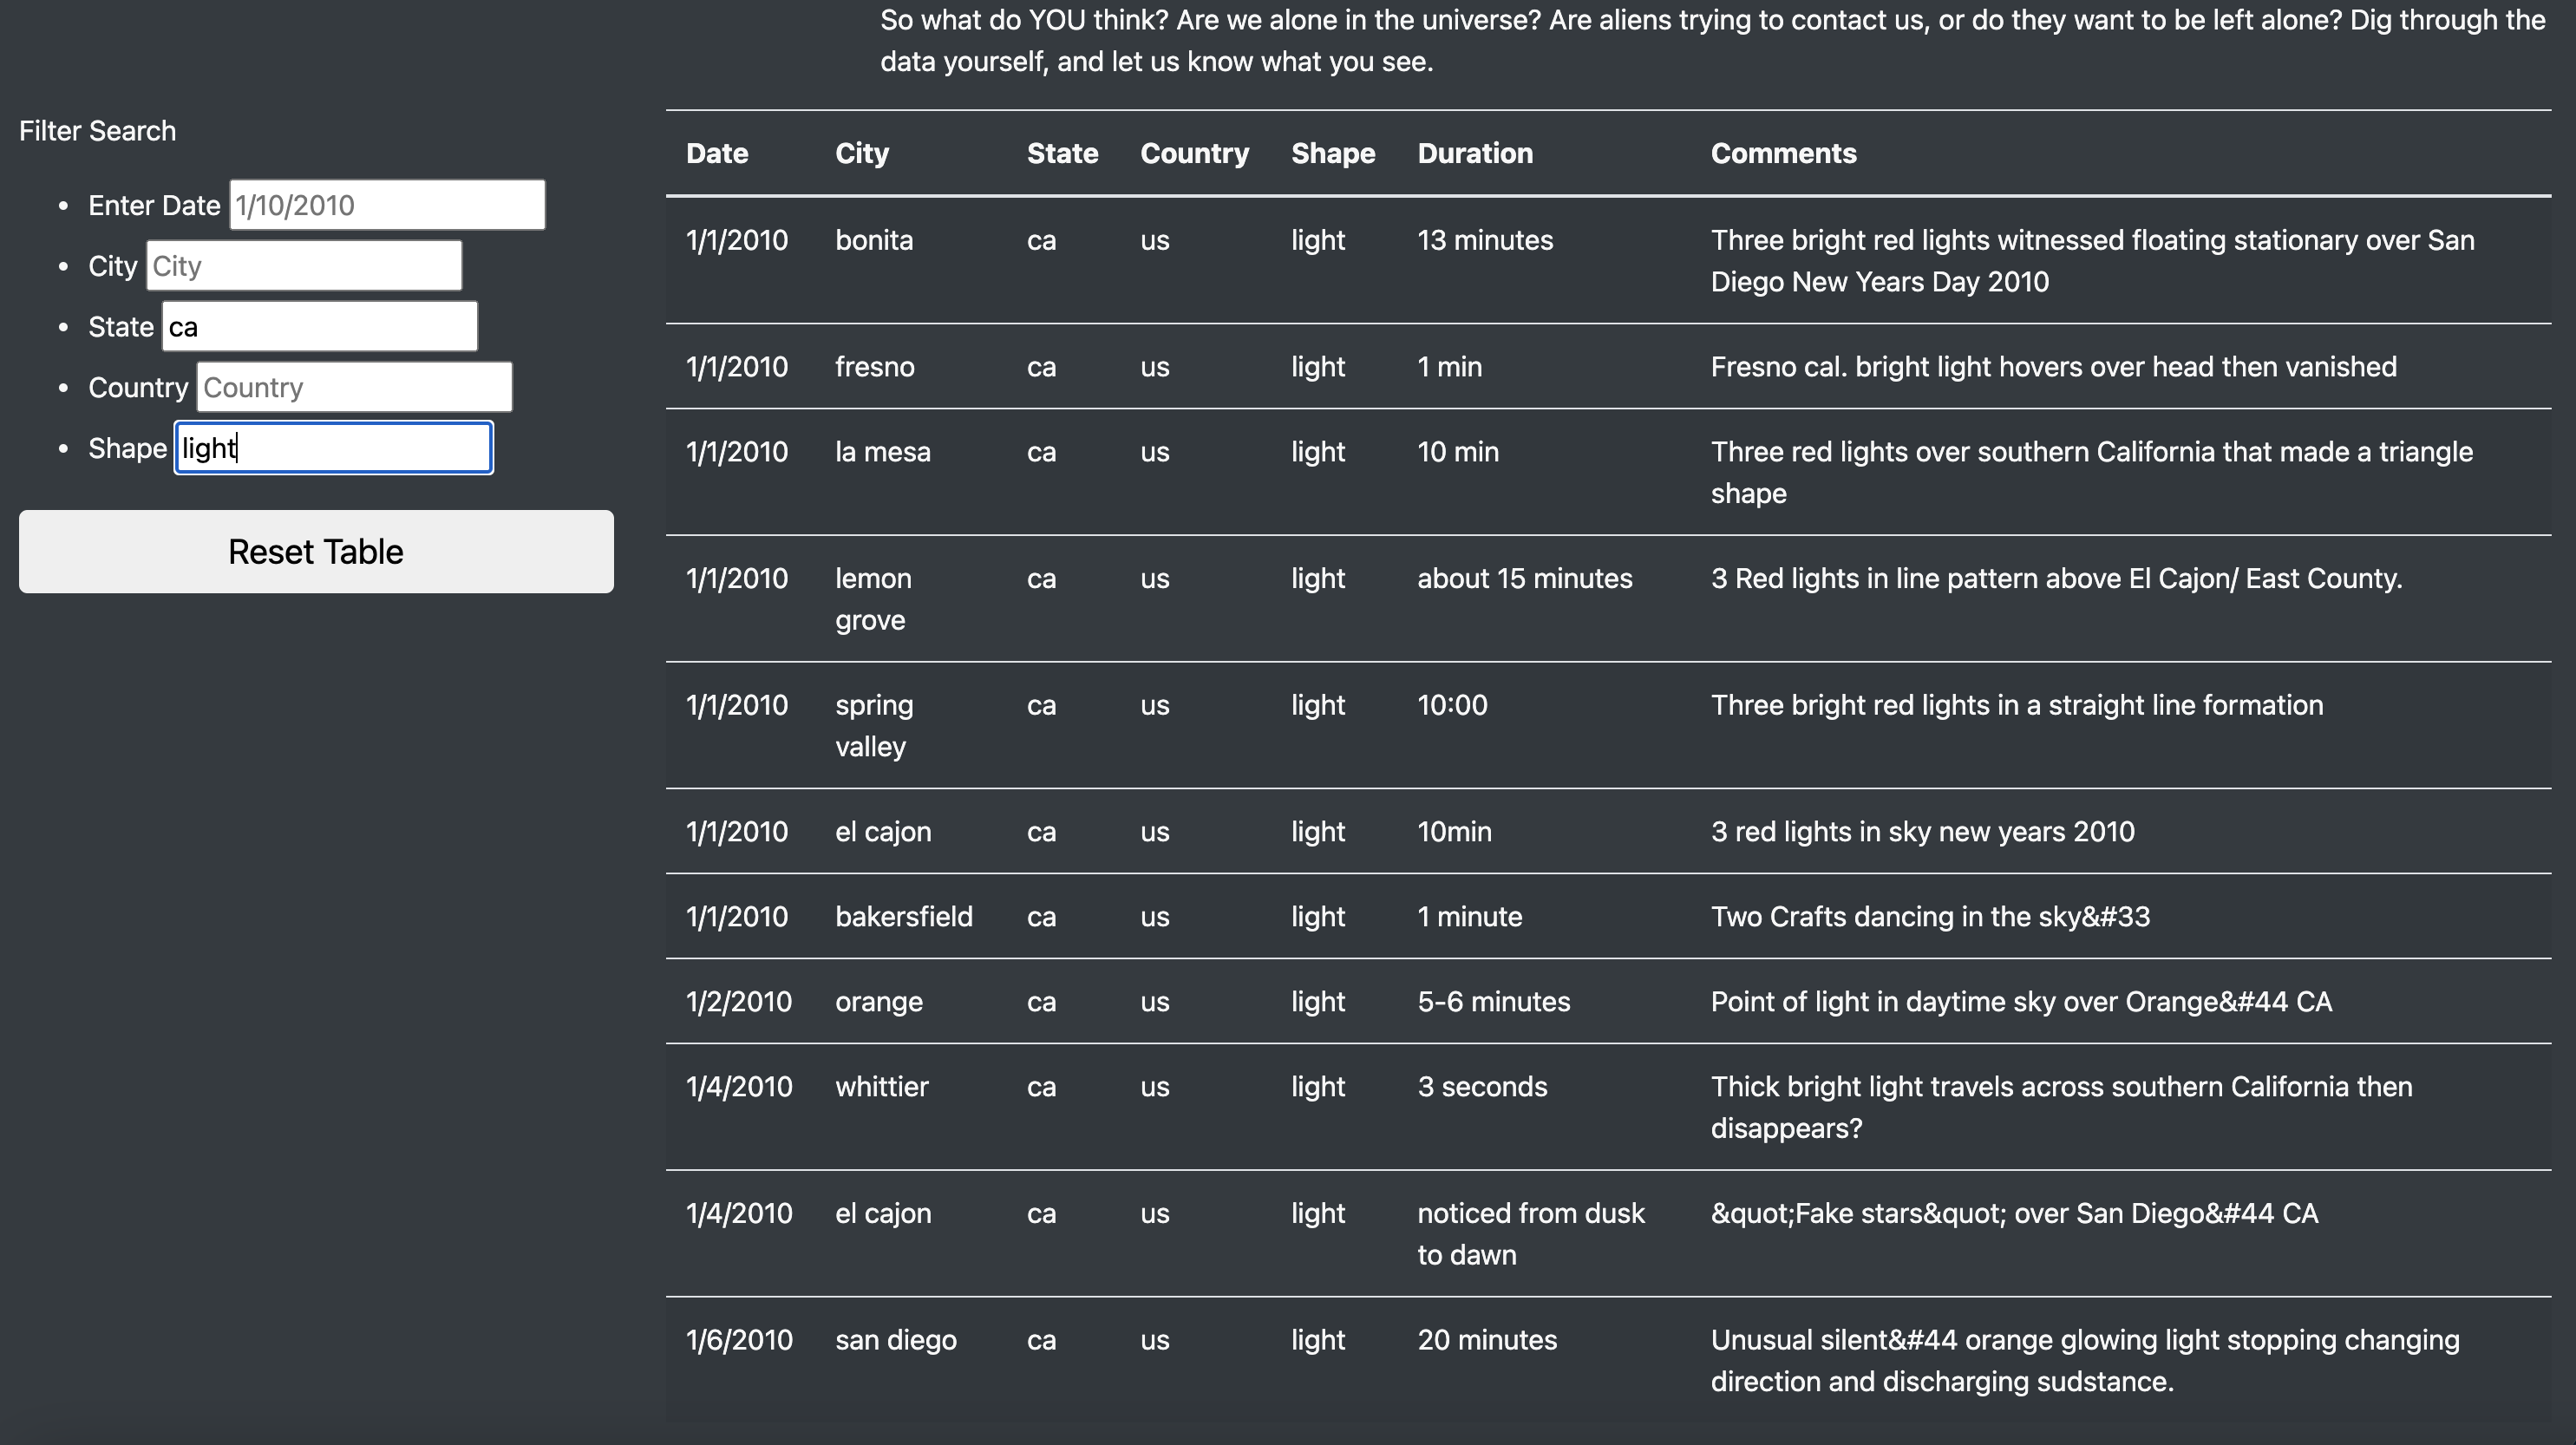 So what do YOU think? Are we alone in the universe? Are aliens trying to contact us, or do they want to be left alone? Dig through the
data yourself, and let us know what you see.
Filter Search
Enter Date 1/10/2010
City City
State ca
Country Country
Shape light
Reset Table
Date City State Country Shape Duration Comments
1/1/2010 bonita ca us light 13 minutes Three bright red lights witnessed floating stationary over San
Diego New Years Day 2010
1/1/2010 fresno ca us light 1 min Fresno cal. bright light hovers over head then vanished
1/1/2010 la mesa ca us light 10 min Three red lights over southern California that made a triangle
shape
1/1/2010 lemon ca us light about 15 minutes 3 Red lights in line pattern above El Cajon/ East County.
grove
1/1/2010 spring ca us light 10:00 Three bright red lights in a straight line formation
valley
1/1/2010 el cajon ca us light 10min 3 red lights in sky new years 2010
1/1/2010 bakersfield ca us light 1 minute Two Crafts dancing in the sky&#33
1/2/2010 orange ca us light 5-6 minutes Point of light in daytime sky over Orange&#44 CA
1/4/2010 whittier ca us light 3 seconds Thick bright light travels across southern California then
disappears?
1/4/2010 el cajon ca us light noticed from dusk &quot;Fake stars&quot; over San Diego&#44 CA
to dawn
1/6/2010 san diego ca us light 20 minutes Unusual silent&#44 orange glowing light stopping changing
direction and discharging sudstance.